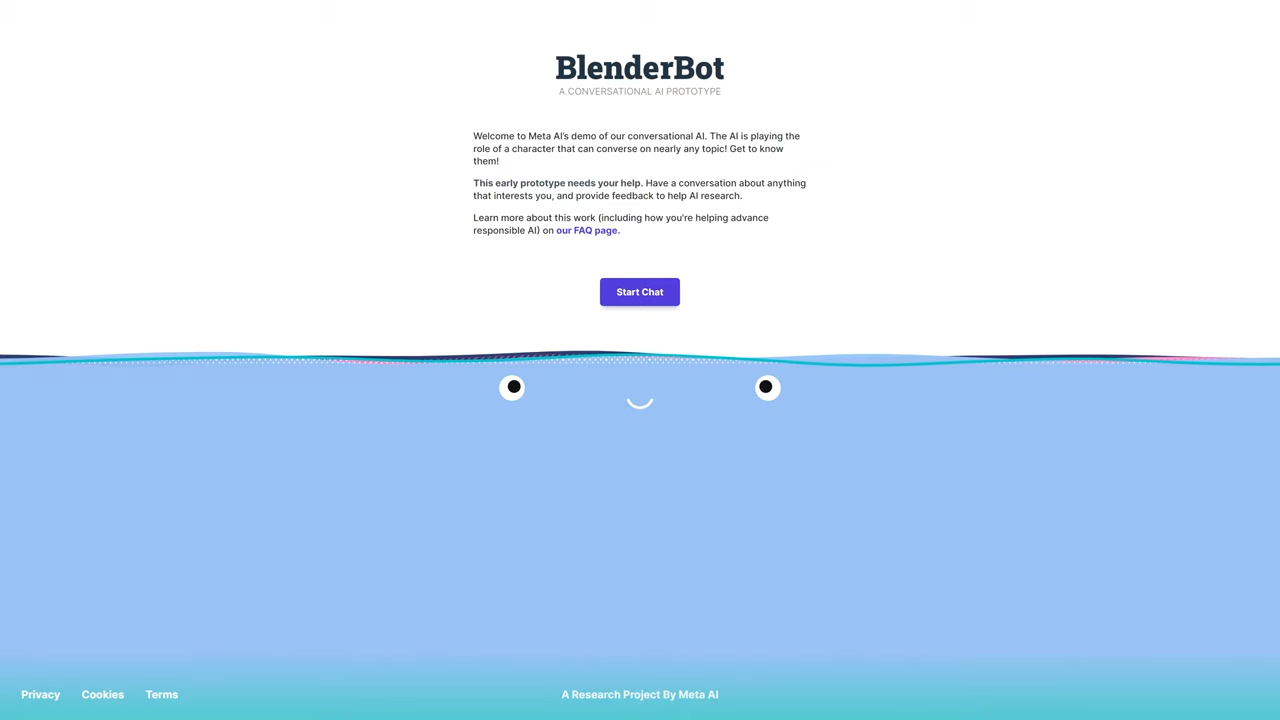 BlenderBot
A CONVERSATIONAL AI PROTOTYPE
Welcome to Meta AI's demo of our conversational AI. The AI is playing the
role of a character that can converse on nearly any topic! Get to know
them!
This early prototype needs your help. Have a conversation about anything
that interests you, and provide feedback to help AI research.
Learn more about this work (including how you're helping advance
responsible AI) on our FAQ page.
Start Chat
Privacy Cookies Terms A Research Project By Meta AI